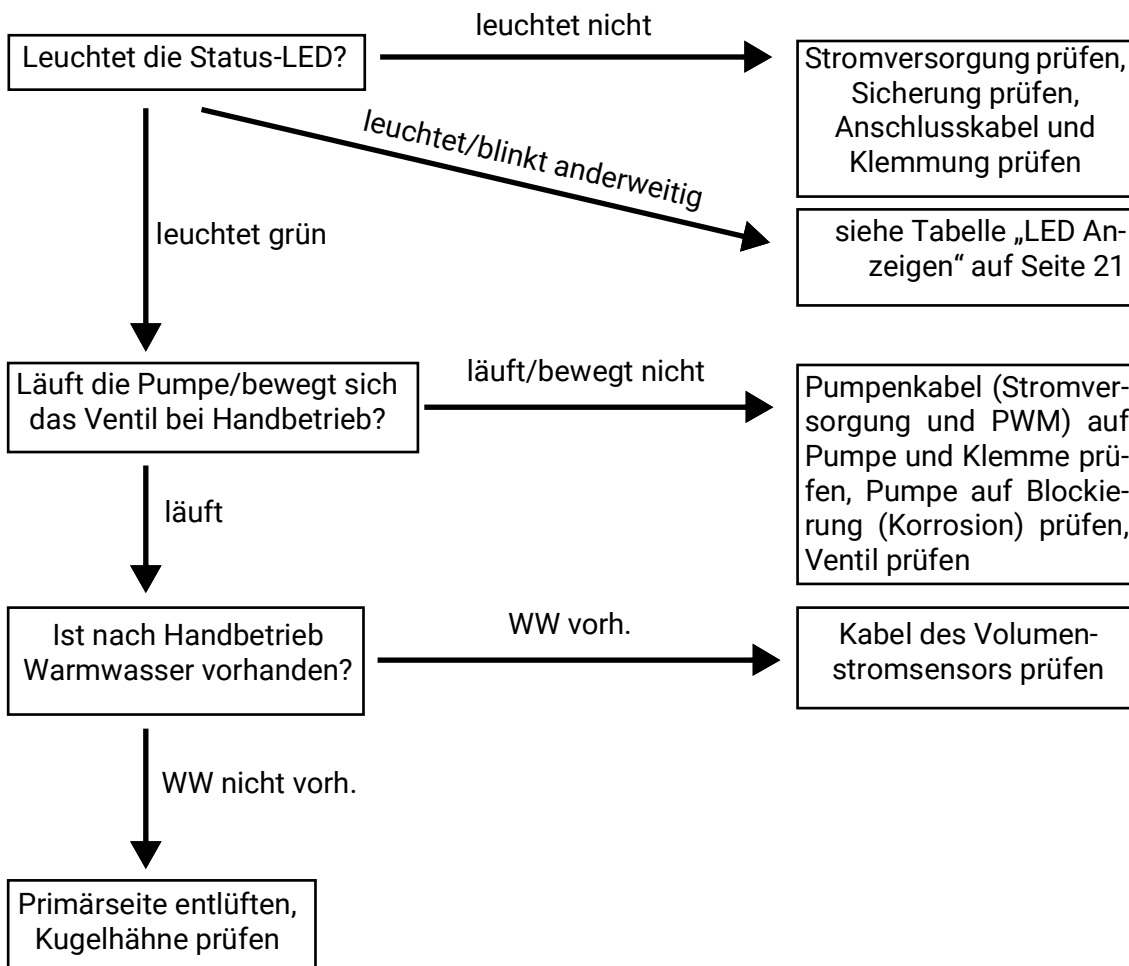 leuchtet nicht
Leuchtet die Status-LED?
Stromversorgung prüfen,
Sicherung prüfen,
Anschlusskabel und
Klemmung prüfen
leuchtet/blinkt anderweitig
leuchtet grün
siehe Tabelle „LED An-
zeigen“ auf Seite 21
Läuft die Pumpe/bewegt sich
das Ventil bei Handbetrieb?
läuft/bewegt nicht
Pumpenkabel (Stromver-
sorgung und PWM) auf
Pumpe und Klemme prü-
fen, Pumpe auf Blockie-
rung (Korrosion) prüfen,
Ventil prüfen
läuft
Ist nach Handbetrieb
Warmwasser vorhanden?
WW vorh.
Kabel des Volumen-
stromsensors prüfen
WW nicht vorh.
Primärseite entlüften,
Kugelhähne prüfen